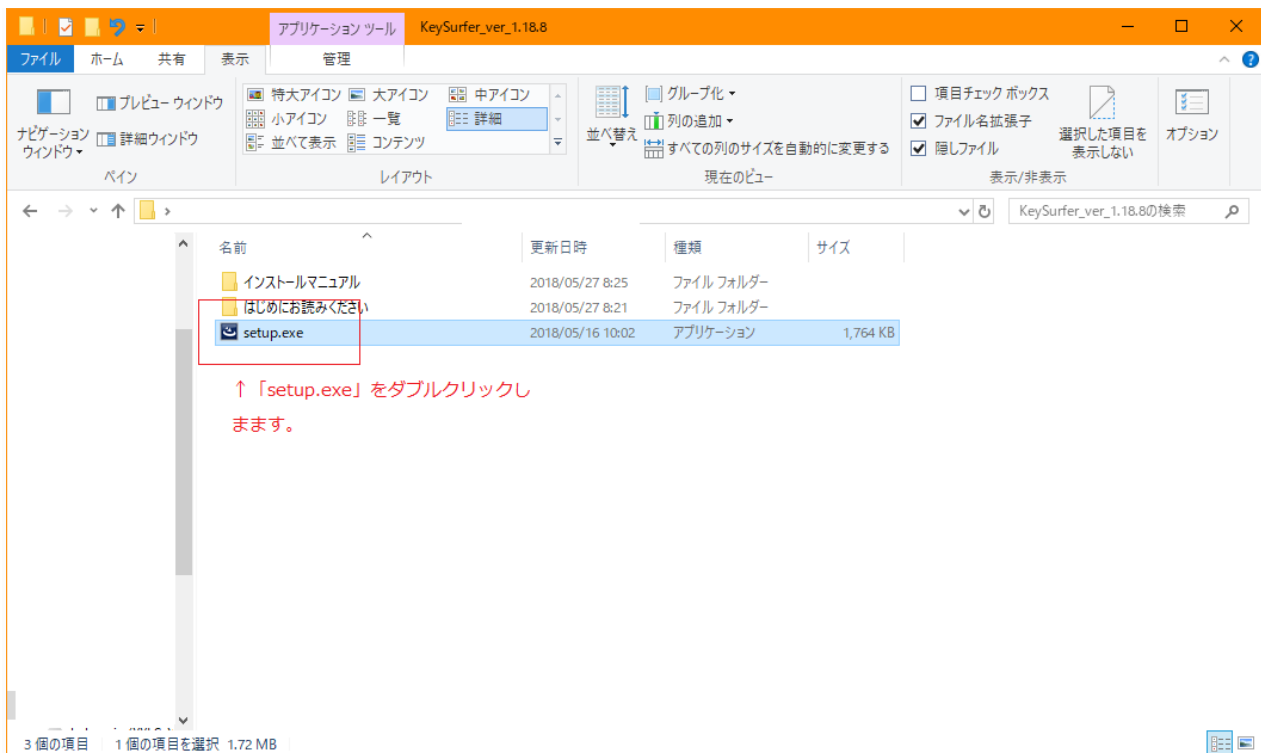 アプリケーション ツール
KeySurfer_ver_1.18.8
ファイル
ホーム
共有
表示
管理
ナビゲーション
ウィンドウ
プレビュー ウィンドウ
詳細ウィンドウ
ペイン
特大アイコン
大アイコン
中アイコン
小アイコン
一覧
詳細
並べて表示
コンテンツ
レイアウト
並べ替え
グループ化
列の追加
すべての列のサイズを自動的に変更する
現在のビュー
項目チェック ボックス
ファイル名拡張子
隠しファイル
選択した項目を
表示しない
表示/非表示
オプション
KeySurfer_ver_1.18.8の検索
名前
更新日時
種類
サイズ
インストールマニュアル
2018/05/27 8:25
ファイル フォルダー
はじめにお読みください
2018/05/27 8:21
ファイル フォルダー
setup.exe
2018/05/16 10:02
アプリケーション
1,764 KB
↑「setup.exe」をダブルクリックし
まます。
3 個の項目
1 個の項目を選択 1.72 MB